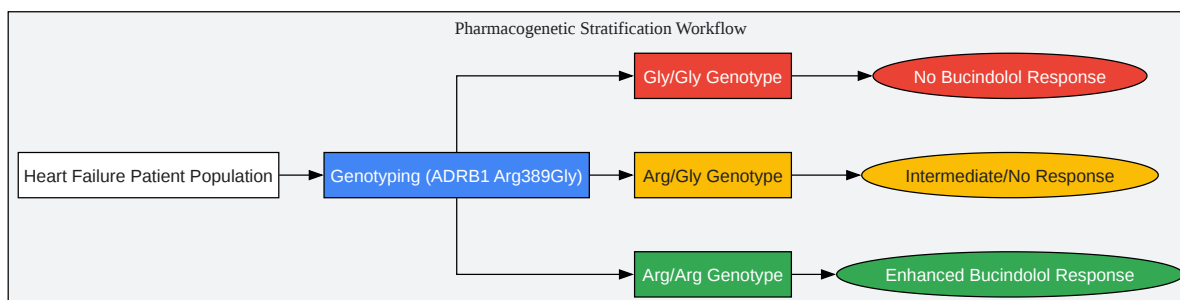 Pharmacogenetic Stratification Workflow
Gly/Gly Genotype
No Bucindolol Response
Heart Failure Patient Population
Genotyping (ADRB1 Arg389Gly)
Arg/Gly Genotype
Intermediate/No Response
Arg/Arg Genotype
Enhanced Bucindolol Response